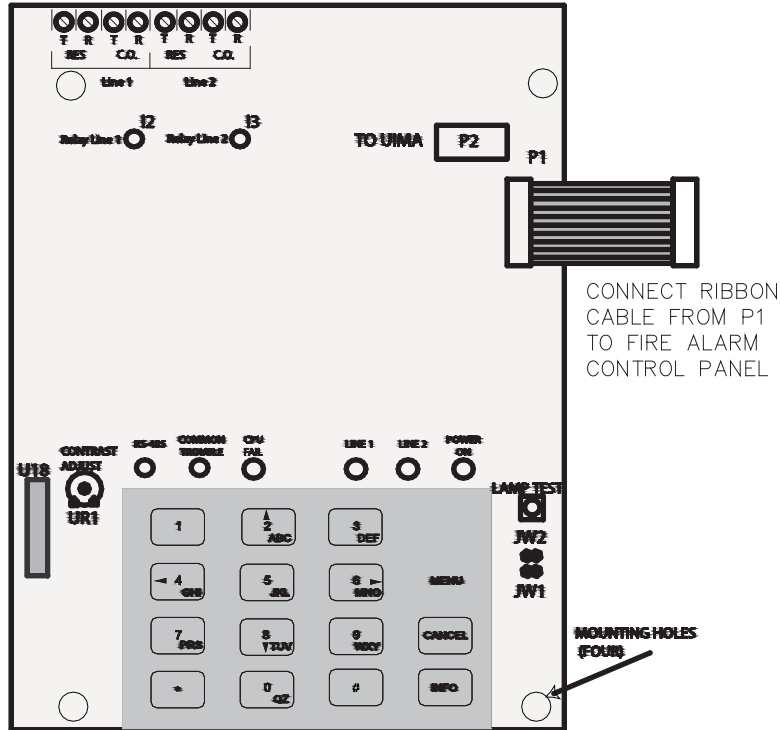 T R T R T R T R
RES C.O. RES C.O.
Line 1 Line 2
I2 I3
Relay Line 1 Relay Line 2
TO UIMA P2
P1
CONNECT RIBBON
CABLE FROM P1
TO FIRE ALARM
CONTROL PANEL
CONTRAST
ADJUST
RS-485
COMMON
TROUBLE
CPU
FAIL
LINE 1
LINE 2
POWER
ON
U18
UR1
LAMP TEST
JW2
JW1
1
2
ABC
3
DEF
4
GHI
5
JKL
6
MNO
MENU
7
PRS
8
TUV
9
WXY
CANCEL
*
0
QZ
#
INFO
MOUNTING HOLES
(FOUR)